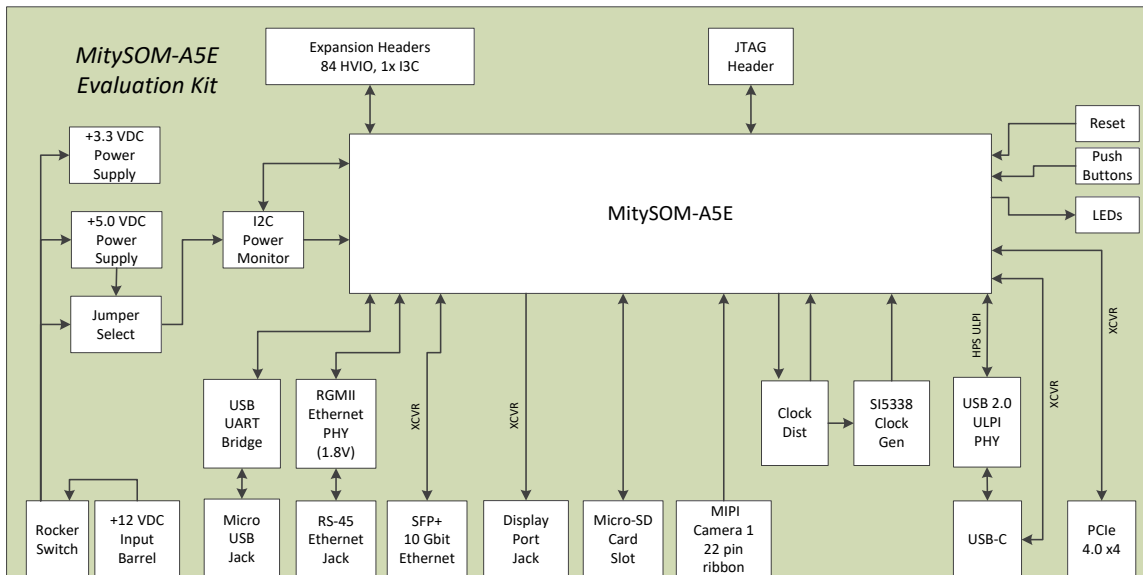 MitySOM-A5E
Evaluation Kit
Expansion Headers
84 HVIO, 1x I3C
JTAG
Header
+3.3 VDC
Power
Supply
Reset
Push
Buttons
LEDs
+5.0 VDC
Power
Supply
I2C
Power
Monitor
MitySOM-A5E
Jumper
Select
USB
UART
Bridge
RGMII
Ethernet
PHY
(1.8V)
XCVR
XCVR
Clock
Dist
SI5338
Clock
Gen
HPS ULPI
USB 2.0
ULPI
PHY
XCVR
XCVR
Rocker
Switch
+12 VDC
Input
Barrel
Micro
USB
Jack
RS-45
Ethernet
Jack
SFP+
10 Gbit
Ethernet
Display
Port
Jack
Micro-SD
Card
Slot
MIPI
Camera 1
22 pin
ribbon
USB-C
PCIe
4.0 x4